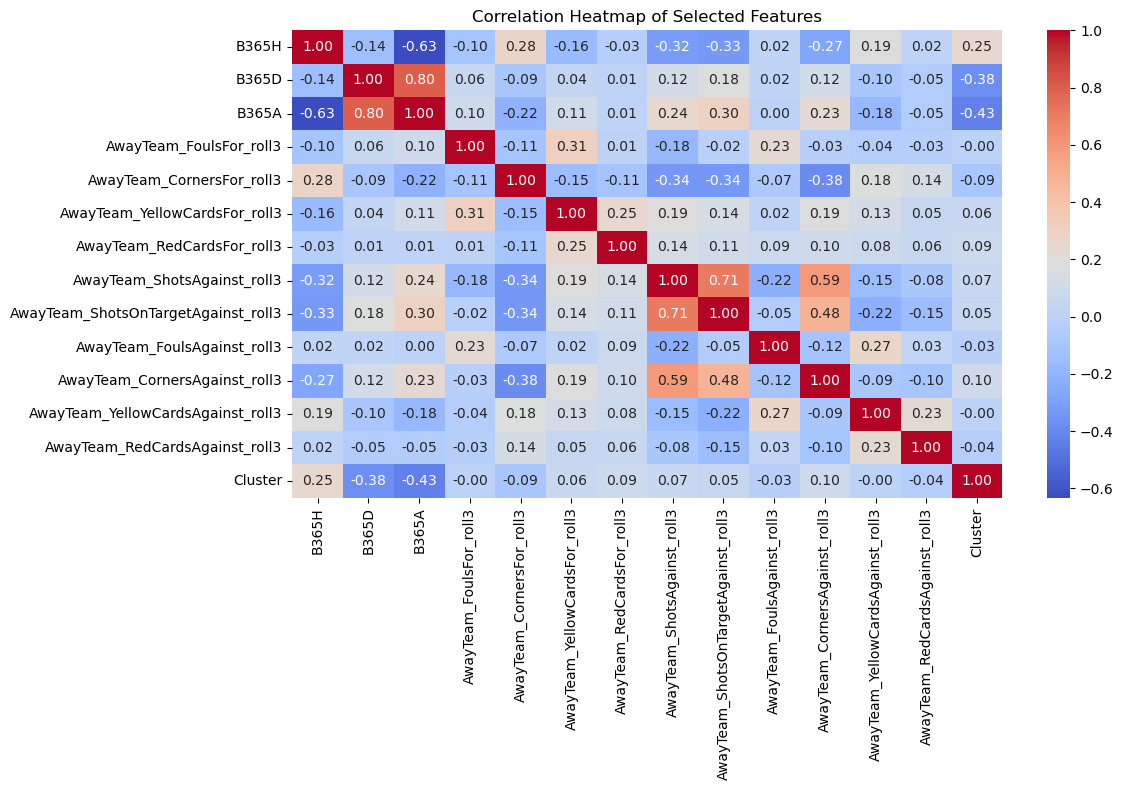 Correlation Heatmap of Selected Features
B365H 1.00 -0.14 -0.63 -0.10 0.28 -0.16 -0.03 -0.32 -0.33 0.02 -0.27 0.19 0.02 0.25
B365D -0.14 1.00 0.80 0.06 -0.09 0.04 0.01 0.12 0.18 0.02 0.12 -0.10 -0.05 -0.38
B365A -0.63 0.80 1.00 0.10 -0.22 0.11 0.01 0.24 0.30 0.00 0.23 -0.18 -0.05 -0.43
AwayTeam_FoulsFor_roll3 -0.10 0.06 0.10 1.00 -0.11 0.31 0.01 -0.18 -0.02 0.23 -0.03 -0.04 -0.03 -0.00
AwayTeam_CornersFor_roll3 0.28 -0.09 -0.22 -0.11 1.00 -0.15 -0.11 -0.34 -0.34 -0.07 -0.38 0.18 0.14 -0.09
AwayTeam_YellowCardsFor_roll3 -0.16 0.04 0.11 0.31 -0.15 1.00 0.25 0.19 0.14 0.02 0.19 0.13 0.05 0.06
AwayTeam_RedCardsFor_roll3 -0.03 0.01 0.01 0.01 -0.11 0.25 1.00 0.14 0.11 0.09 0.10 0.08 0.06 0.09
AwayTeam_ShotsAgainst_roll3 -0.32 0.12 0.24 -0.18 -0.34 0.19 0.14 1.00 0.71 -0.22 0.59 -0.15 -0.08 0.07
AwayTeam_ShotsOnTargetAgainst_roll3 -0.33 0.18 0.30 -0.02 -0.34 0.14 0.11 0.71 1.00 -0.05 0.48 -0.22 -0.15 0.05
AwayTeam_FoulsAgainst_roll3 0.02 0.02 0.00 0.23 -0.07 0.02 0.09 -0.22 -0.05 1.00 -0.12 0.27 0.03 -0.03
AwayTeam_CornersAgainst_roll3 -0.27 0.12 0.23 -0.03 -0.38 0.19 0.10 0.59 0.48 -0.12 1.00 -0.09 -0.10 0.10
AwayTeam_YellowCardsAgainst_roll3 0.19 -0.10 -0.18 -0.04 0.18 0.13 0.08 -0.15 -0.22 0.27 -0.09 1.00 0.23 -0.00
AwayTeam_RedCardsAgainst_roll3 0.02 -0.05 -0.05 -0.03 0.14 0.05 0.06 -0.08 -0.15 0.03 -0.10 0.23 1.00 -0.04
Cluster 0.25 -0.38 -0.43 -0.00 -0.09 0.06 0.09 0.07 0.05 -0.03 0.10 -0.00 -0.04 1.00
B365H
B365D
B365A
AwayTeam_FoulsFor_roll3
AwayTeam_CornersFor_roll3
AwayTeam_YellowCardsFor_roll3
AwayTeam_RedCardsFor_roll3
AwayTeam_ShotsAgainst_roll3
AwayTeam_ShotsOnTargetAgainst_roll3
AwayTeam_FoulsAgainst_roll3
AwayTeam_CornersAgainst_roll3
AwayTeam_YellowCardsAgainst_roll3
AwayTeam_RedCardsAgainst_roll3
Cluster
1.0
0.8
0.6
0.4
0.2
0.0
−0.2
−0.4
−0.6